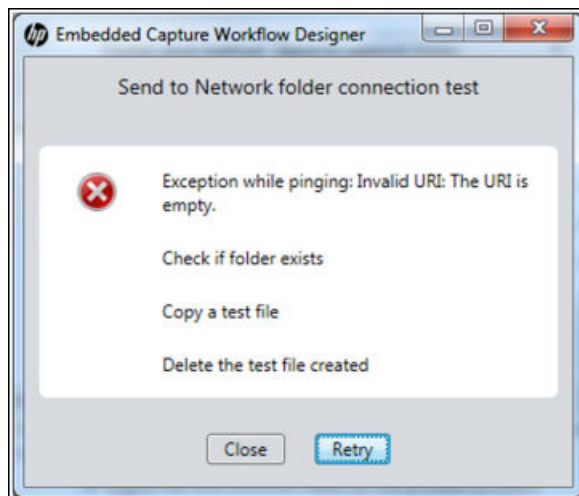 hp Embedded Capture Workflow Designer
Send to Network folder connection test
Exception while pinging: Invalid URI: The URI is
empty.
Check if folder exists
Copy a test file
Delete the test file created
Close Retry